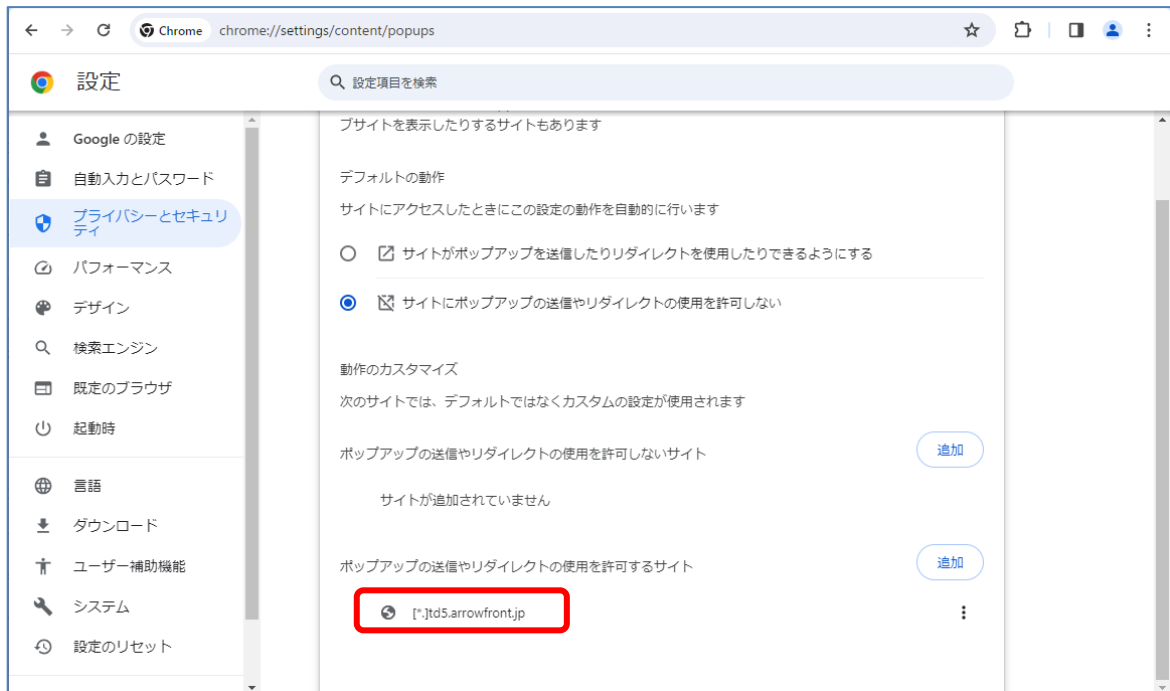 Chrome chrome://settings/content/popups
設定
設定項目を検索
Google の設定
自動入力とパスワード
プライバシーとセキュリ
ティ
パフォーマンス
デザイン
検索エンジン
既定のブラウザ
起動時
言語
ダウンロード
ユーザー補助機能
システム
設定のリセット
ブサイトを表示したりするサイトもあります
デフォルトの動作
サイトにアクセスしたときにこの設定の動作を自動的に行います
サイトがポップアップを送信したりリダイレクトを使用したりできるようにする
サイトにポップアップの送信やリダイレクトの使用を許可しない
動作のカスタマイズ
次のサイトでは、デフォルトではなくカスタムの設定が使用されます
ポップアップの送信やリダイレクトの使用を許可しないサイト
追加
サイトが追加されていません
ポップアップの送信やリダイレクトの使用を許可するサイト
追加
[*.]td5.arrowfront.jp